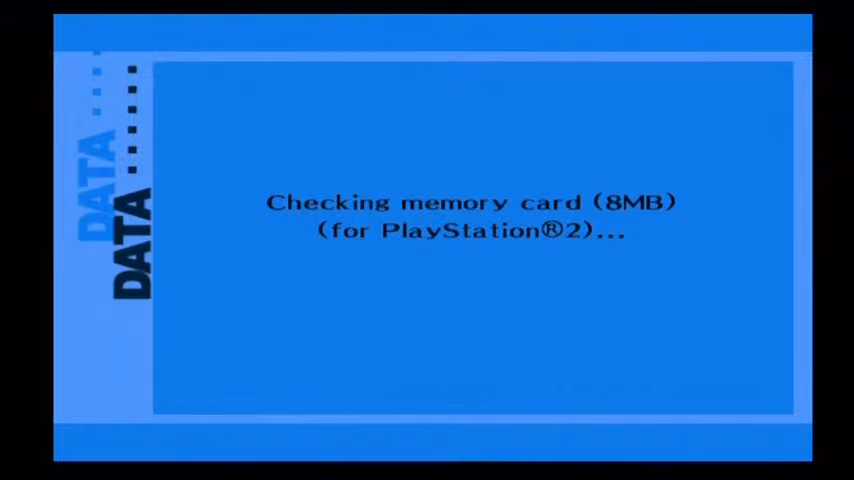 Checking memory card (8MB)
(for PlayStation®2)...
DATA......
DATA....